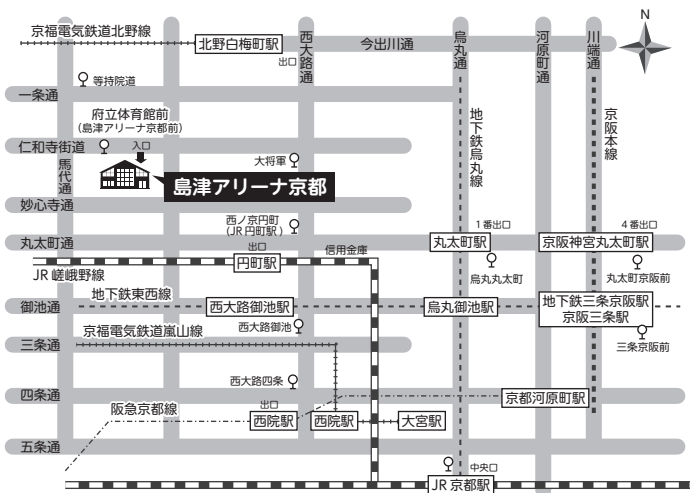 京福電気鉄道北野線
北野白梅町駅
出口
西大路通
今出川通
烏丸通
河原町通
川端通
N
等持院道
一条通
府立体育館前
(島津アリーナ京都前)
地下鉄烏丸線
京阪本線
仁和寺街道
入口
馬代通
大将軍
島津アリーナ京都
妙心寺通
西ノ京円町
(JR円町駅)
1番出口
4番出口
丸太町通
丸太町駅
京阪神宮丸太町駅
出口
信用金庫
円町駅
JR嵯峨野線
烏丸丸太町
丸太町京阪前
地下鉄東西線
御池通
西大路御池駅
烏丸御池駅
地下鉄三条京阪駅
京阪三条駅
京福電気鉄道嵐山線
西大路御池
三条通
三条京阪前
西大路四条
四条通
京都河原町駅
阪急京都線
出口
西院駅
西院駅
大宮駅
五条通
中央口
JR京都駅